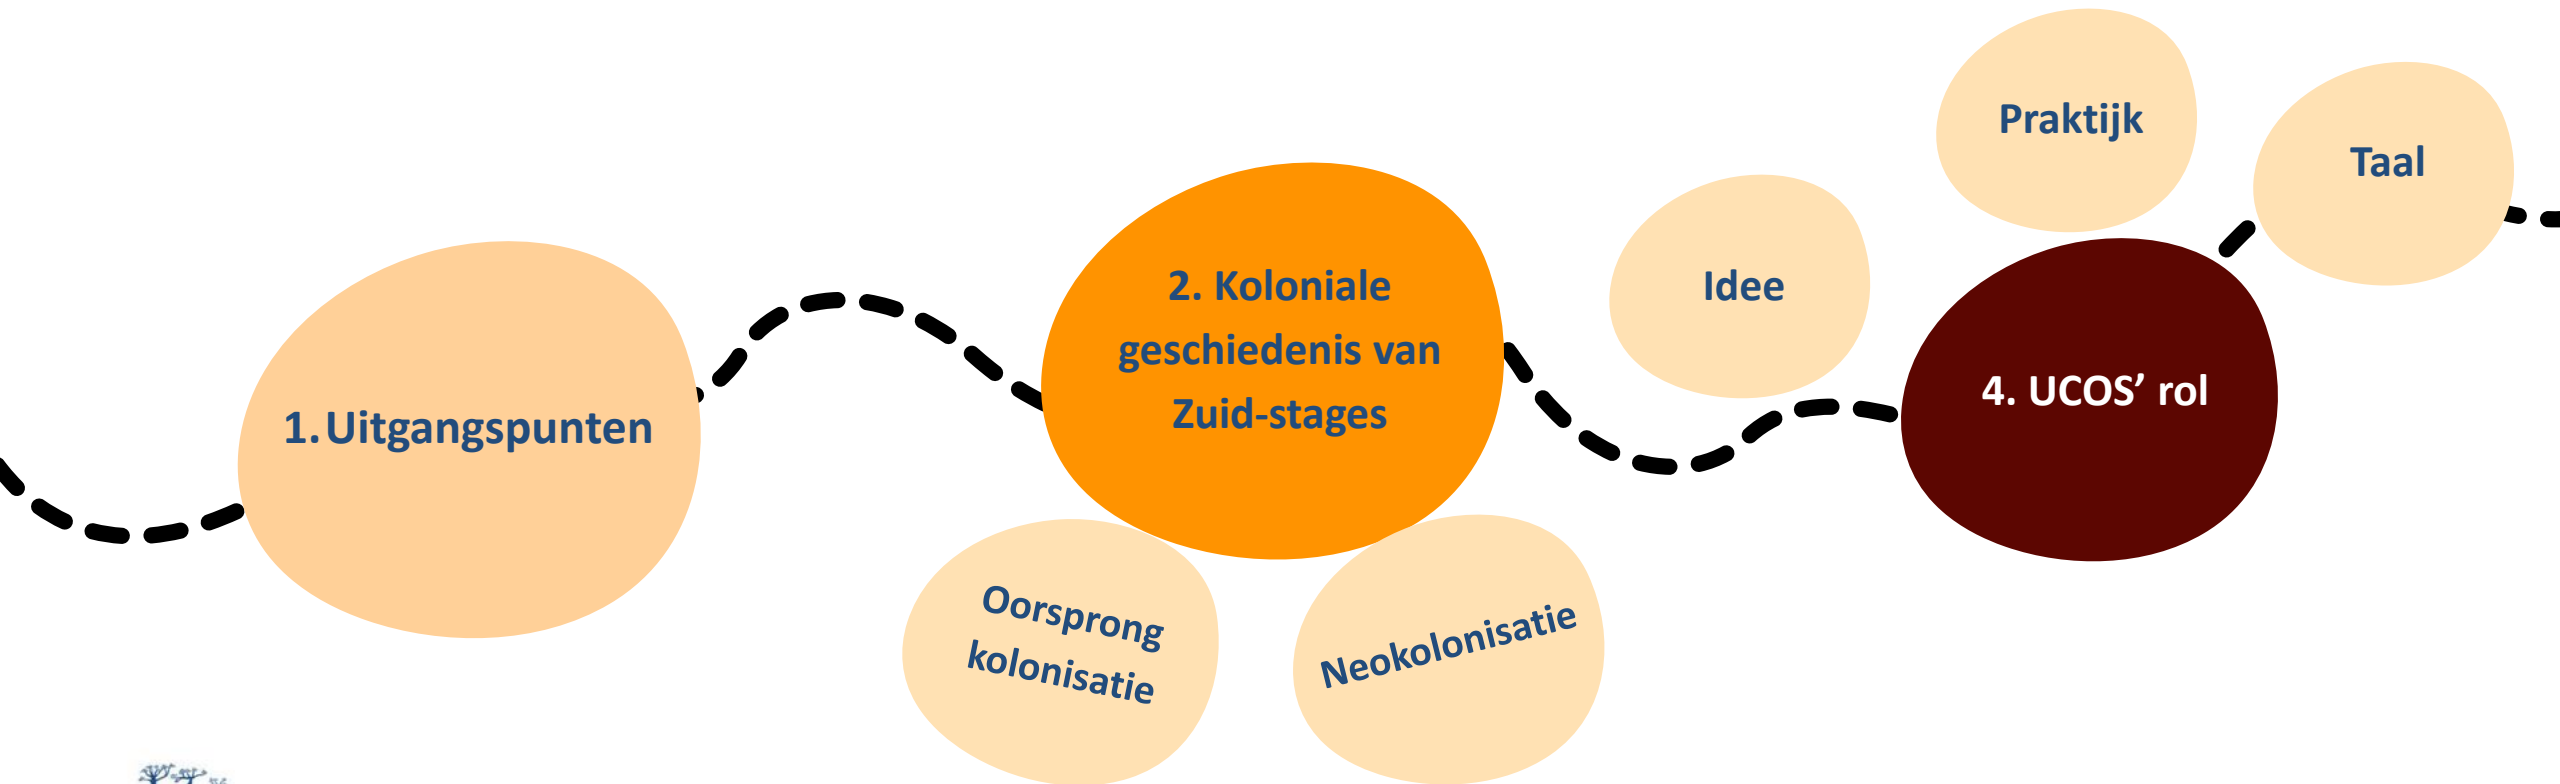 1.Uitgangspunten
2. Koloniale
geschiedenis van
Zuid-stages
Oorsprong
kolonisatie
Neokolonisatie
Idee
4. UCOS’ rol
Praktijk
Taal